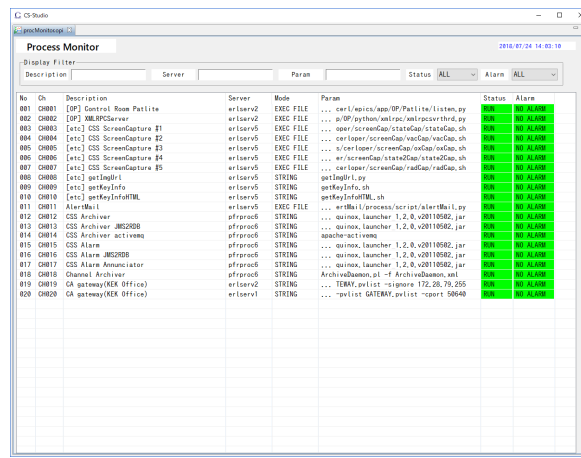 CS-Studio
procMonitor.opi
Process Monitor
2018/07/24 14:03:10
Display Filter
Description Server Param Status ALL Alarm ALL
No Ch Description Server Mode Param Status Alarm
001 CH001 [OP] Control Room Patlite erlserv2 EXEC FILE ... cerl/epics/app/OP/Patlite/listen.py RUN NO ALARM
002 CH002 [OP] XMLRPCServer erlserv2 EXEC FILE ... p/OP/python/xmlrpc/xmlrpcsvrthrd.py RUN NO ALARM
003 CH003 [etc] CSS ScreenCapture #1 erlserv5 EXEC FILE ... oper/screenCap/stateCap/stateCap.sh RUN NO ALARM
004 CH004 [etc] CSS ScreenCapture #2 erlserv5 EXEC FILE ... cerloper/screenCap/vacCap/vacCap.sh RUN NO ALARM
005 CH005 [etc] CSS ScreenCapture #3 erlserv5 EXEC FILE ... s/cerloper/screenCap/oxCap/oxCap.sh RUN NO ALARM
006 CH006 [etc] CSS ScreenCapture #4 erlserv5 EXEC FILE ... er/screenCap/state2Cap/state2Cap.sh RUN NO ALARM
007 CH007 [etc] CSS ScreenCapture #5 erlserv5 EXEC FILE ... cerloper/screenCap/radCap/radCap.sh RUN NO ALARM
008 CH008 [etc] getImgUrl erlserv5 STRING getImgUrl.py RUN NO ALARM
009 CH009 [etc] getKeyInfo erlserv5 STRING getKeyInfo.sh RUN NO ALARM
010 CH010 [etc] getKeyInfoHTML erlserv5 STRING getKeyInfoHTML.sh RUN NO ALARM
011 CH011 AlertMail erlserv5 EXEC FILE ... ertMail/process/script/alertMail.py RUN NO ALARM
012 CH012 CSS Archiver pfrproc6 STRING ... quinox.launcher_1.2.0.v20110502.jar RUN NO ALARM
013 CH013 CSS Archiver JMS2RDB pfrproc6 STRING ... quinox.launcher_1.2.0.v20110502.jar RUN NO ALARM
014 CH014 CSS Archiver activemq pfrproc6 STRING apache-activemq RUN NO ALARM
015 CH015 CSS Alarm pfrproc6 STRING ... quinox.launcher_1.2.0.v20110502.jar RUN NO ALARM
016 CH016 CSS Alarm JMS2RDB pfrproc6 STRING ... quinox.launcher_1.2.0.v20110502.jar RUN NO ALARM
017 CH017 CSS Alarm Annunciator pfrproc6 STRING ... quinox.launcher_1.2.0.v20110502.jar RUN NO ALARM
018 CH018 Channel Archiver pfrproc6 STRING ArchiveDaemon.pl -f ArchiveDaemon.xml RUN NO ALARM
019 CH019 CA gateway(KEK Office) erlserv2 STRING ... TEWAY.pvlist -signore 172.28.79.255 RUN NO ALARM
020 CH020 CA gateway(KEK Office) erlserv1 STRING ... -pvlist GATEWAY.pvlist -cport 50640 RUN NO ALARM